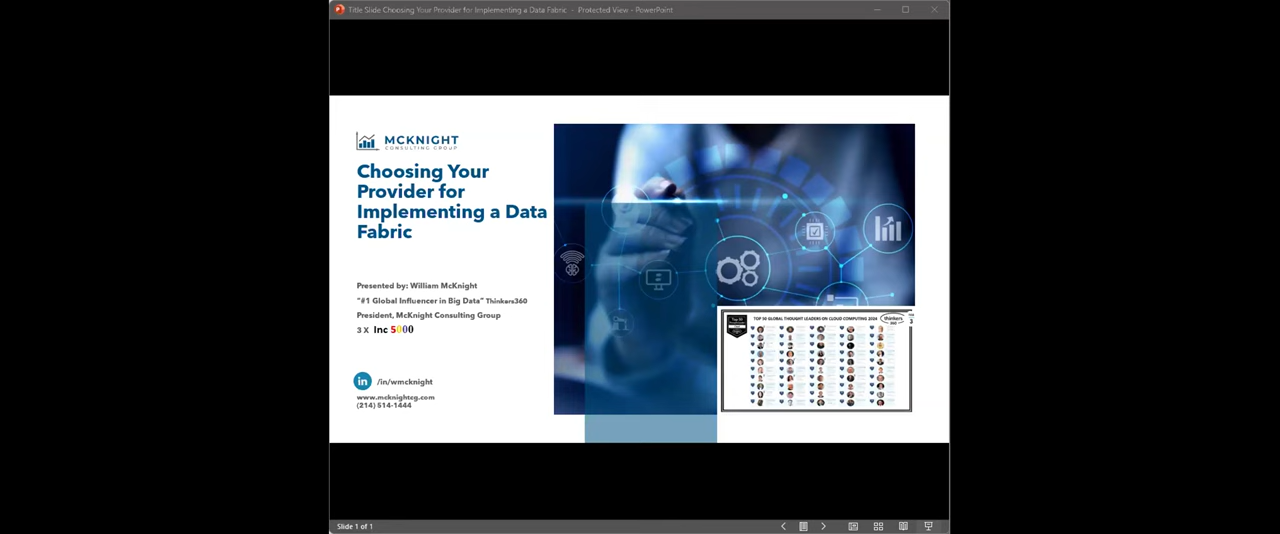 Title Slide Choosing Your Provider for Implementing a Data Fabric - Protected View - PowerPoint
MCKNIGHT
CONSULTING GROUP
Choosing Your
Provider for
Implementing a Data
Fabric
Presented by: William McKnight
"#1 Global Influencer in Big Data" Thinkers360
President, McKnight Consulting Group
3 X Inc 5000
in /in/wmcknight
www.mcknightcg.com
(214) 514-1444
TOP 50 GLOBAL THOUGHT LEADERS ON CLOUD COMPUTING 2024
thinkers
360
Slide 1 of 1